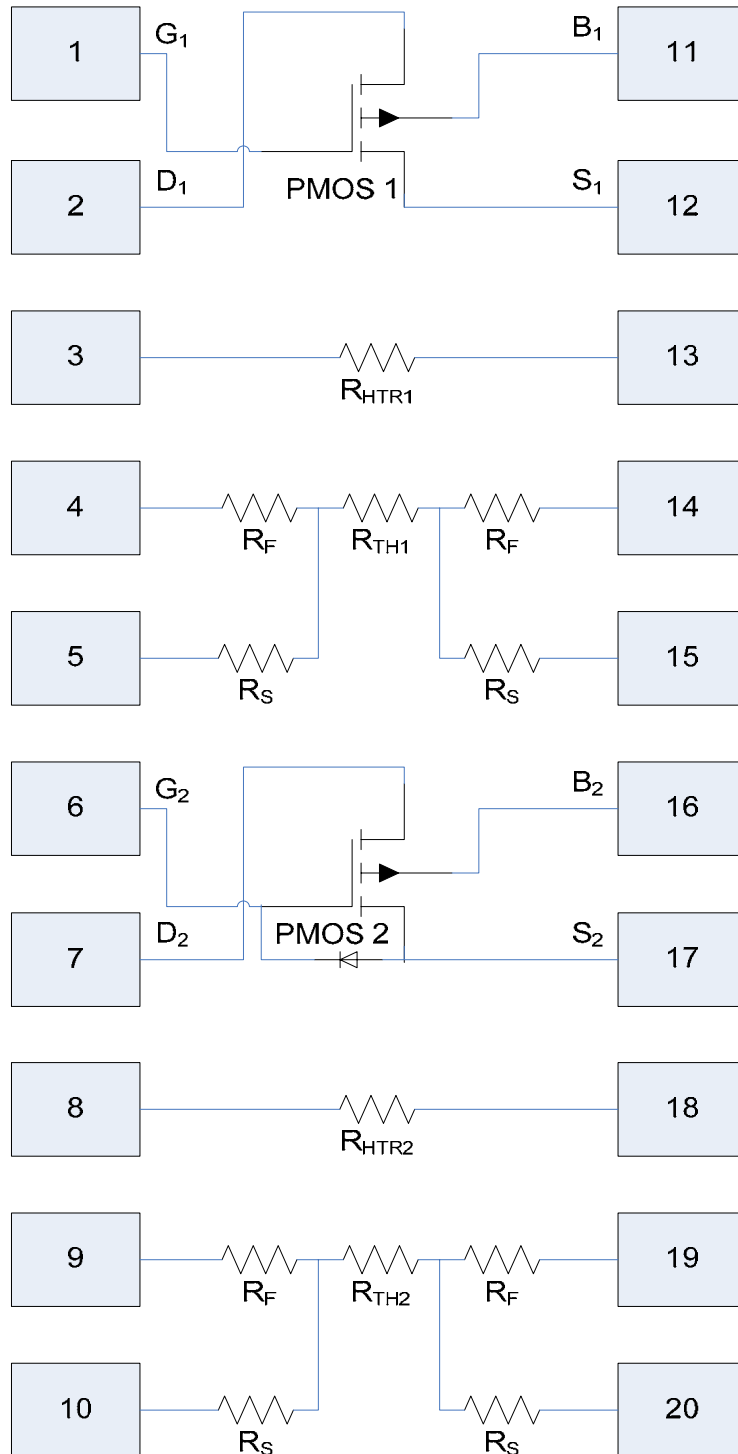 1 G1 B1 11
2 D1 PMOS 1 S1 12
3 13
RHTR1
4 14
RF RTH1 RF
5 15
RS RS
6 G2 B2 16
7 D2 PMOS 2 S2 17
8 18
RHTR2
9 19
RF RTH2 RF
10 20
RS RS